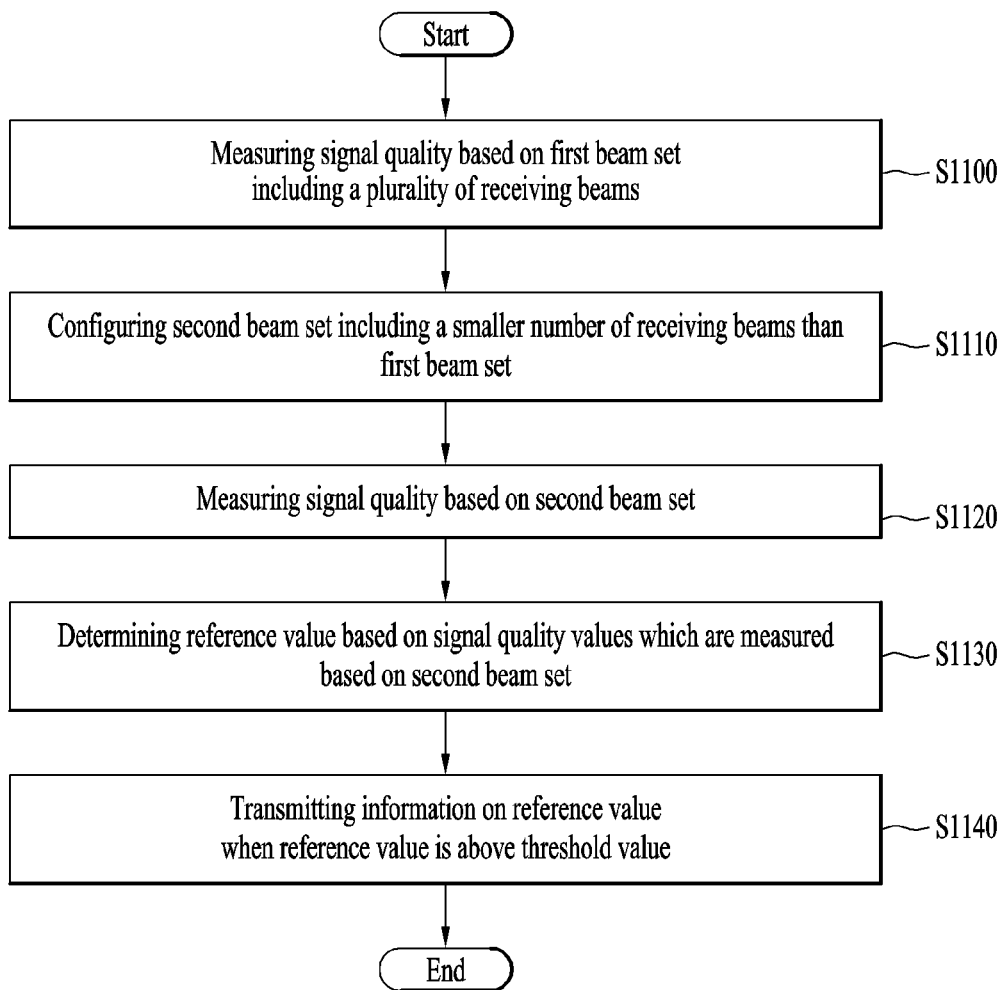 Start
Measuring signal quality based on first beam set
including a plurality of receiving beams
S1100
Configuring second beam set including a smaller number of receiving beams than
first beam set
S1110
Measuring signal quality based on second beam set
S1120
Determining reference value based on signal quality values which are measured
based on second beam set
S1130
Transmitting information on reference value
when reference value is above threshold value
S1140
End